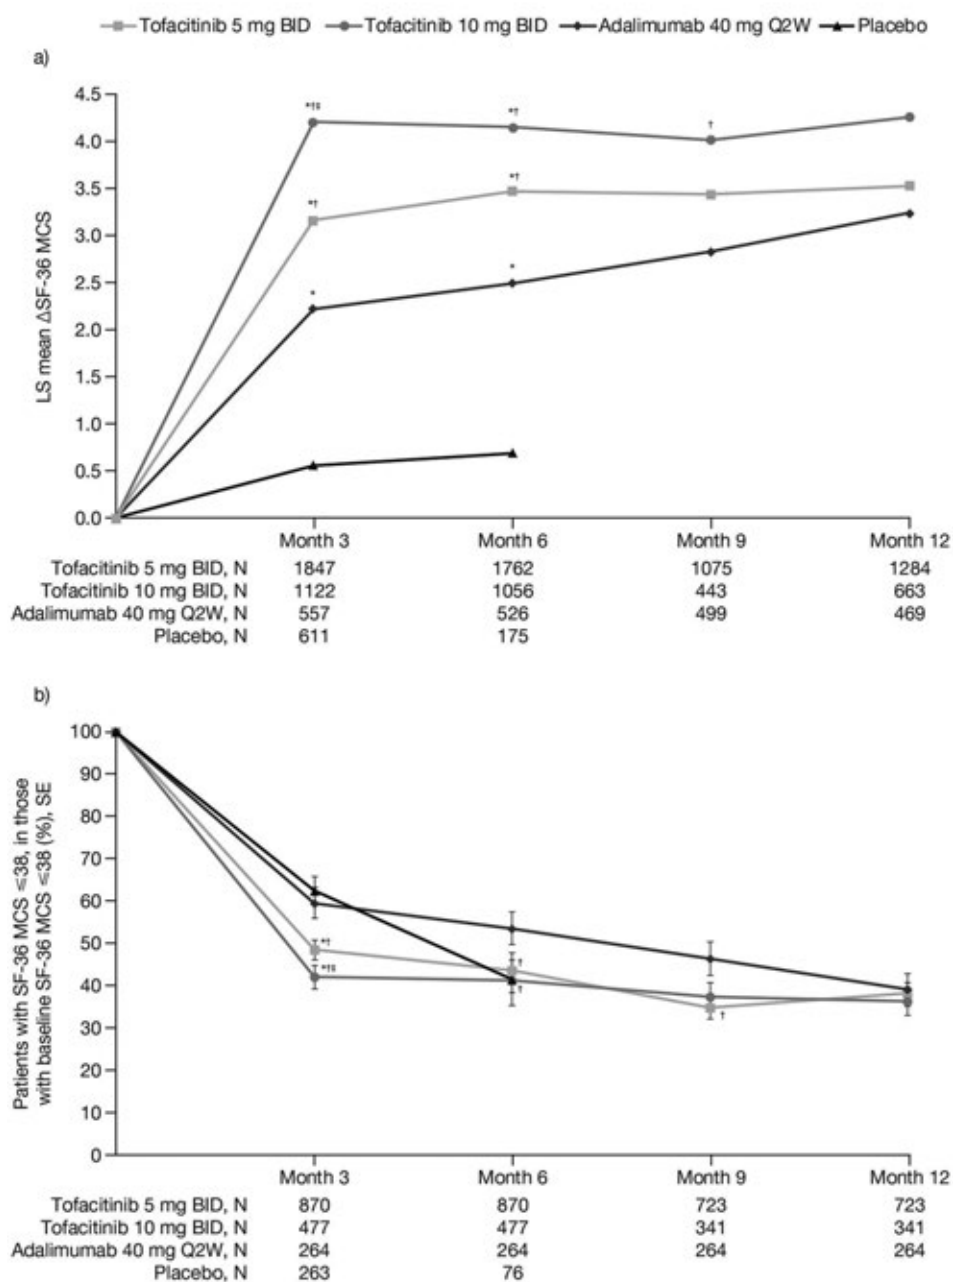 Tofacitinib 5 mg BID Tofacitinib 10 mg BID Adalimumab 40 mg Q2W Placebo
a)
LS mean ΔSF-36 MCS
4.5
4.0
3.5
3.0
2.5
2.0
1.5
1.0
0.5
0.0
*†§ *† †
*† *†
* *
Month 3 Month 6 Month 9 Month 12
Tofacitinib 5 mg BID, N 1847 1762 1075 1284
Tofacitinib 10 mg BID, N 1122 1056 443 663
Adalimumab 40 mg Q2W, N 557 526 499 469
Placebo, N 611 175
b)
Patients with SF-36 MCS ≤38, in those
with baseline SF-36 MCS ≤38 (%), SE
100
90
80
70
60
50
40
30
20
10
0
*† †
*†§ † †
Month 3 Month 6 Month 9 Month 12
Tofacitinib 5 mg BID, N 870 870 723 723
Tofacitinib 10 mg BID, N 477 477 341 341
Adalimumab 40 mg Q2W, N 264 264 264 264
Placebo, N 263 76